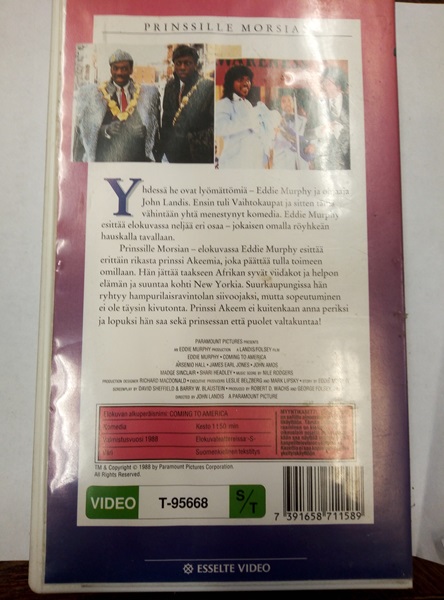 PRINSSILLE MORSIAN
Yhdessä he ovat lyömättömiä – Eddie Murphy ja
John Landis. Ensin tuli Vaihtokaupat ja sitten
vähintään yhtä menestynyt komedia. Eddie Murphy
esittää elokuvassa neljää eri osaa – jokaisen omalla röyhkeän
hauskalla tavallaan.
Prinssille Morsian – elokuvassa Eddie Murphy esittää
erittäin rikasta prinssi Akeemia, joka päättää tulla toimeen
omillaan. Hän jättää taakseen Afrikan syvät viidakot ja helpon
elämän ja suuntaa kohti New Yorkia. Suurkaupungissa hän
ryhtyy hampurilaisravintolan siivoojaksi, mutta sopeutuminen
ei ole täysin kivutonta. Prinssi Akeem ei kuitenkaan anna periksi
ja lopuksi hän saa sekä prinsessan että puolet valtakuntaa!
PARAMOUNT PICTURES PRESENTS
AN EDDIE MURPHY PRODUCTION A LANDIS/FOLSEY FILM
EDDIE MURPHY • COMING TO AMERICA
ARSENIO HALL • JAMES EARL JONES • JOHN AMOS
MADGE SINCLAIR • SHARI HEADLEY • MUSIC SCORE BY NILE RODGERS
PRODUCTION DESIGNER RICHARD MACDONALD • EXECUTIVE PRODUCERS LESLIE BELZBERG AND MARK LIPSKY • STORY BY
SCREENPLAY BY DAVID SHEFFIELD & BARRY W. BLAUSTEIN • PRODUCED BY ROBERT D. WACHS AND GEORGE FOLSEY
DIRECTED BY JOHN LANDIS A PARAMOUNT PICTURE
Elokuvan alkuperäisnimi: COMING TO AMERICA
Komedia Kesto 1t 50 min
Valmistusvuosi 1988 Elokuvateattereissa -S-
Väri Suomenkielinen tekstitys
TM & Copyright © 1988 by Paramount Pictures Corporation.
All Rights Reserved.
VIDEO T-95668 S/T
7 391658 711589
ESSELTE VIDEO